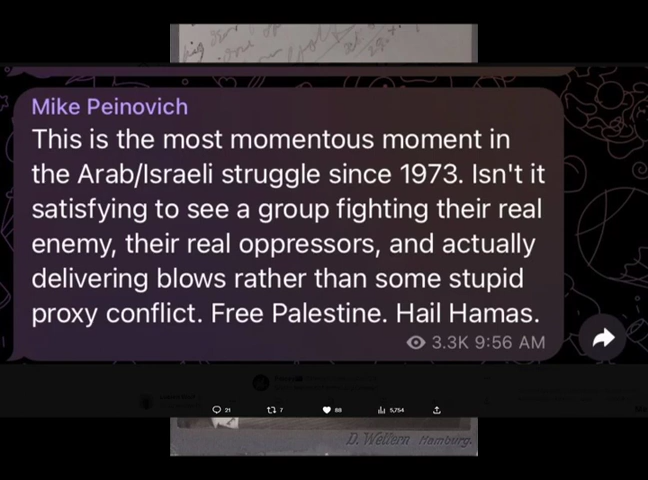 Mike Peinovich
This is the most momentous moment in
the Arab/Israeli struggle since 1973. Isn't it
satisfying to see a group fighting their real
enemy, their real oppressors, and actually
delivering blows rather than some stupid
proxy conflict. Free Palestine. Hail Hamas.
3.3K 9:56 AM
21 7 88 5,754
Hamburg.